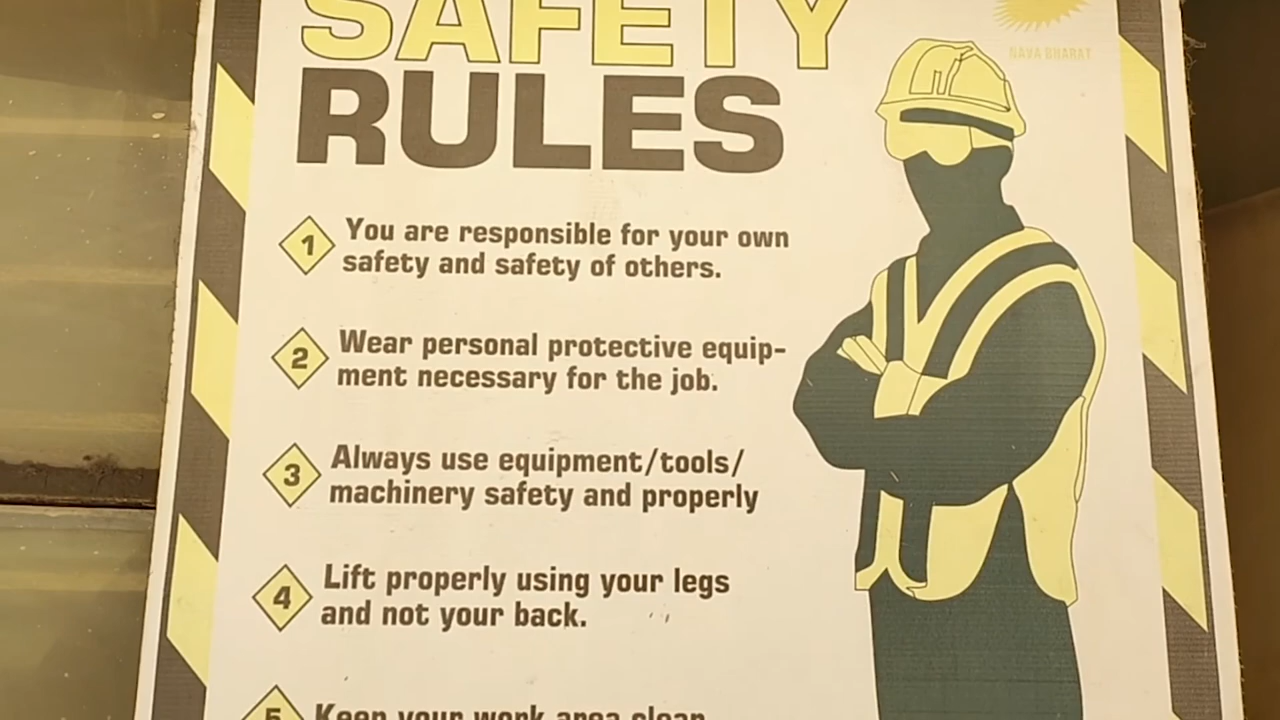 SAFETY
RULES
NAVA BHARAT
1 You are responsible for your own
safety and safety of others.
2 Wear personal protective equip-
ment necessary for the job.
3 Always use equipment/tools/
machinery safety and properly
4 Lift properly using your legs
and not your back.
5 Keep your work area clean